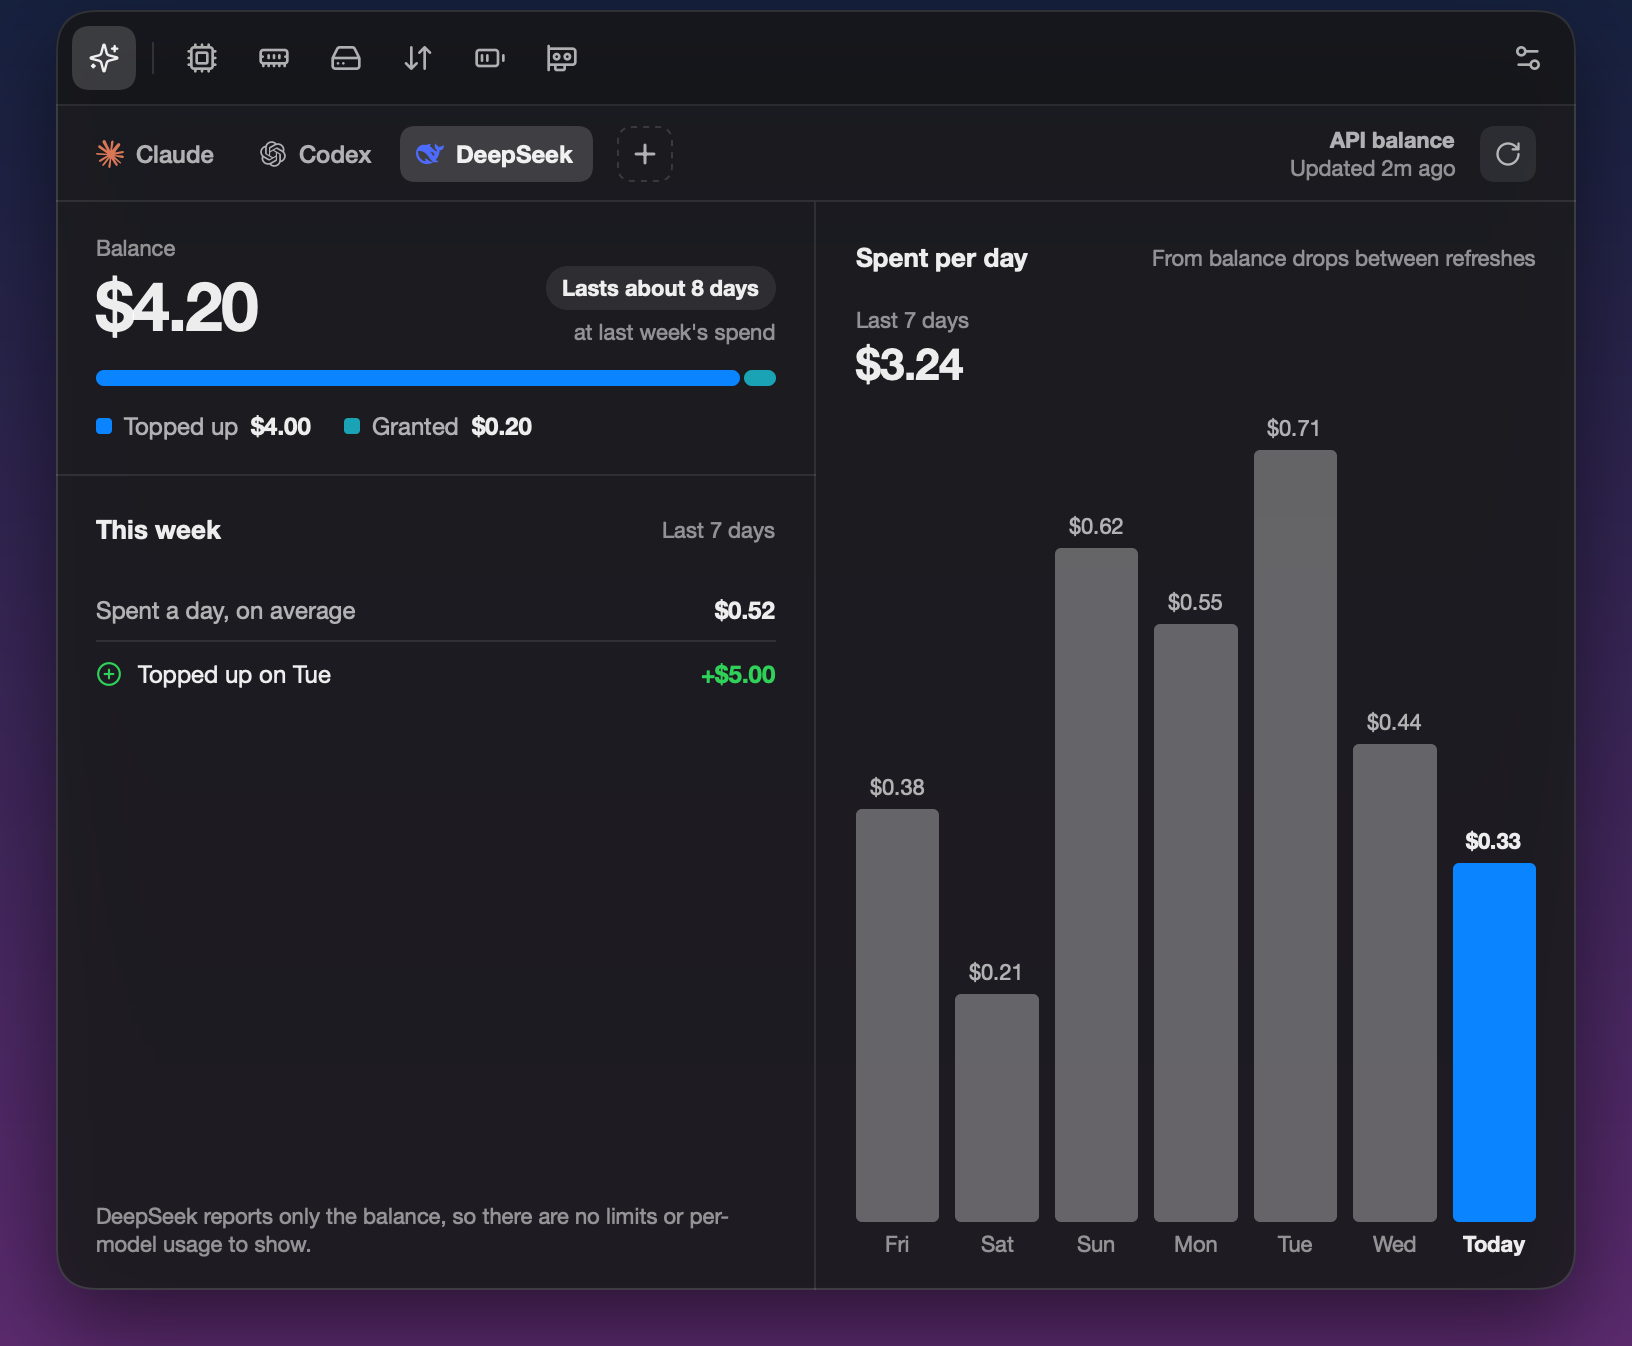 Claude
Codex
DeepSeek
API balance
Updated 2m ago
Balance
$4.20
Lasts about 8 days
at last week's spend
Topped up $4.00
Granted $0.20
This week
Last 7 days
Spent a day, on average
$0.52
Topped up on Tue
+$5.00
DeepSeek reports only the balance, so there are no limits or per-
model usage to show.
Spent per day
From balance drops between refreshes
Last 7 days
$3.24
$0.38
$0.21
$0.62
$0.55
$0.71
$0.44
$0.33
Fri
Sat
Sun
Mon
Tue
Wed
Today